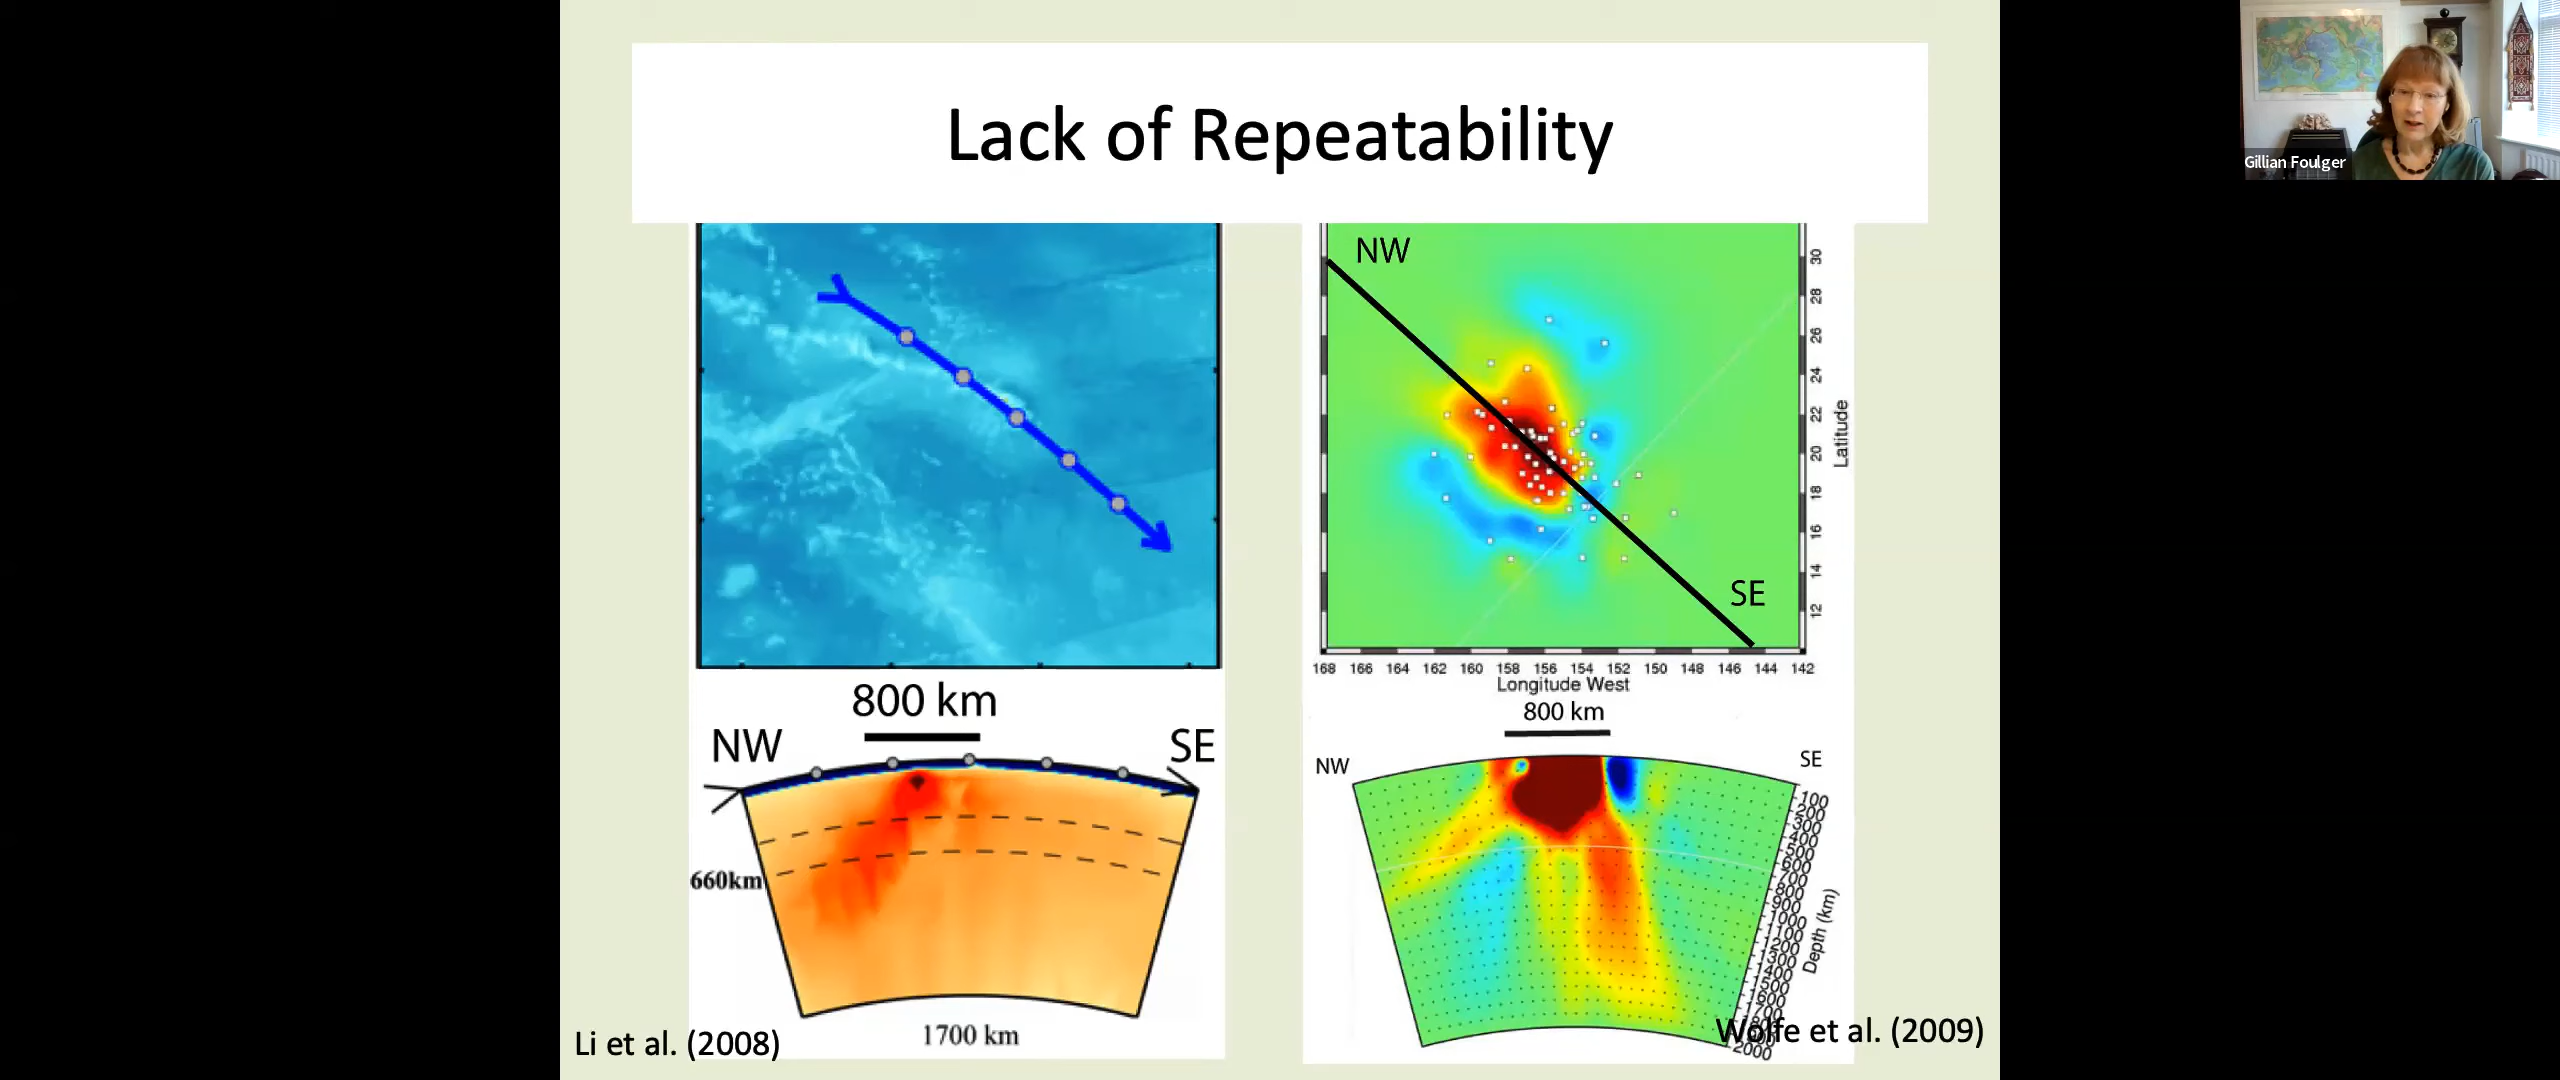 Lack of Repeatability
Gillian Foulger
NW
SE
30
28
26
24
22
20
18
16
14
12
Latitude
168 166 164 162 160 158 156 154 152 150 148 146 144 142
Longitude West
800 km
NW
SE
660km
1700 km
Li et al. (2008)
800 km
NW
SE
100
200
300
400
500
600
700
800
900
1000
1100
1200
1300
1400
1500
1600
1700
2000
Depth (km)
Wolfe et al. (2009)